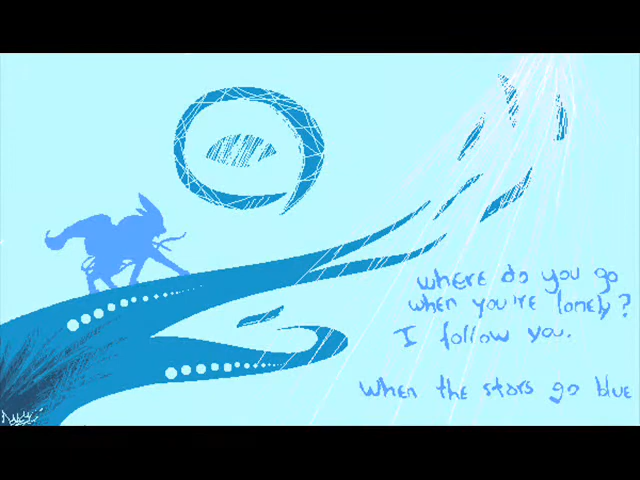 where do you go
when you're lonely?
I follow you.
When the stars go blue